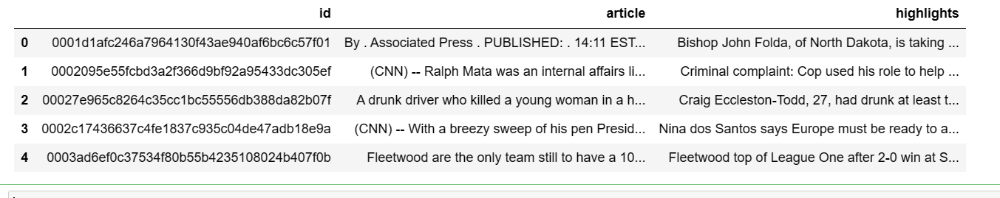 id article highlights
0 0001d1afc246a7964130f43ae940af6bc6c57f01 By . Associated Press . PUBLISHED: . 14:11 EST... Bishop John Folda, of North Dakota, is taking ...
1 0002095e55fcbd3a2f366d9bf92a95433dc305ef (CNN) -- Ralph Mata was an internal affairs li... Criminal complaint: Cop used his role to help ...
2 00027e965c8264c35cc1bc55556db388da82b07f A drunk driver who killed a young woman in a h... Craig Eccleston-Todd, 27, had drunk at least t...
3 0002c17436637c4fe1837c935c04de47adb18e9a (CNN) -- With a breezy sweep of his pen Presid... Nina dos Santos says Europe must be ready to a...
4 0003ad6ef0c37534f80b55b4235108024b407f0b Fleetwood are the only team still to have a 10... Fleetwood top of League One after 2-0 win at S...